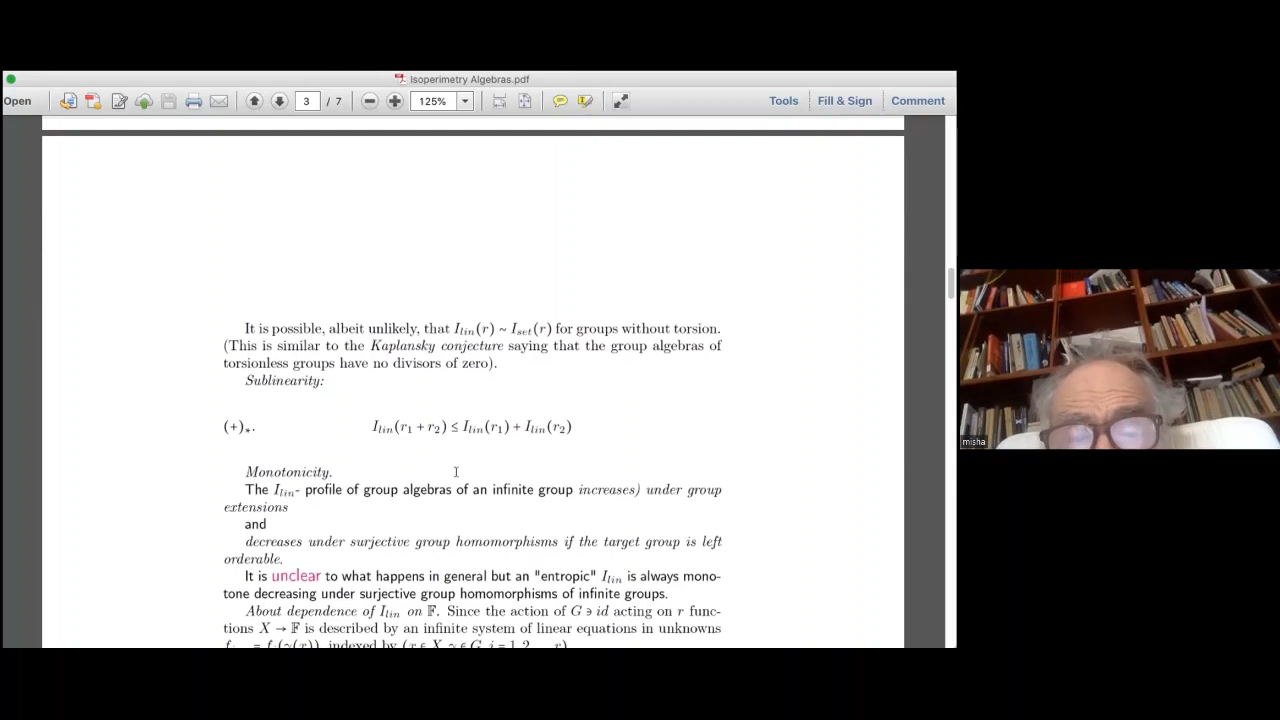 Isoperimetry Algebras.pdf
Open 3 / 7 125% Tools Fill & Sign Comment
It is possible, albeit unlikely, that I_lin(r) ~ I_set(r) for groups without torsion.
(This is similar to the Kaplansky conjecture saying that the group algebras of
torsionless groups have no divisors of zero).
Sublinearity:
(+)⁎. I_lin(r₁ + r₂) ≤ I_lin(r₁) + I_lin(r₂)
Monotonicity.
The I_lin- profile of group algebras of an infinite group increases) under group
extensions
and
decreases under surjective group homomorphisms if the target group is left
orderable.
It is unclear to what happens in general but an "entropic" I_lin is always mono-
tone decreasing under surjective group homomorphisms of infinite groups.
About dependence of I_lin on 𝔽. Since the action of G ∋ id acting on r func-
tions X → 𝔽 is described by an infinite system of linear equations in unknowns
indexed by
misha